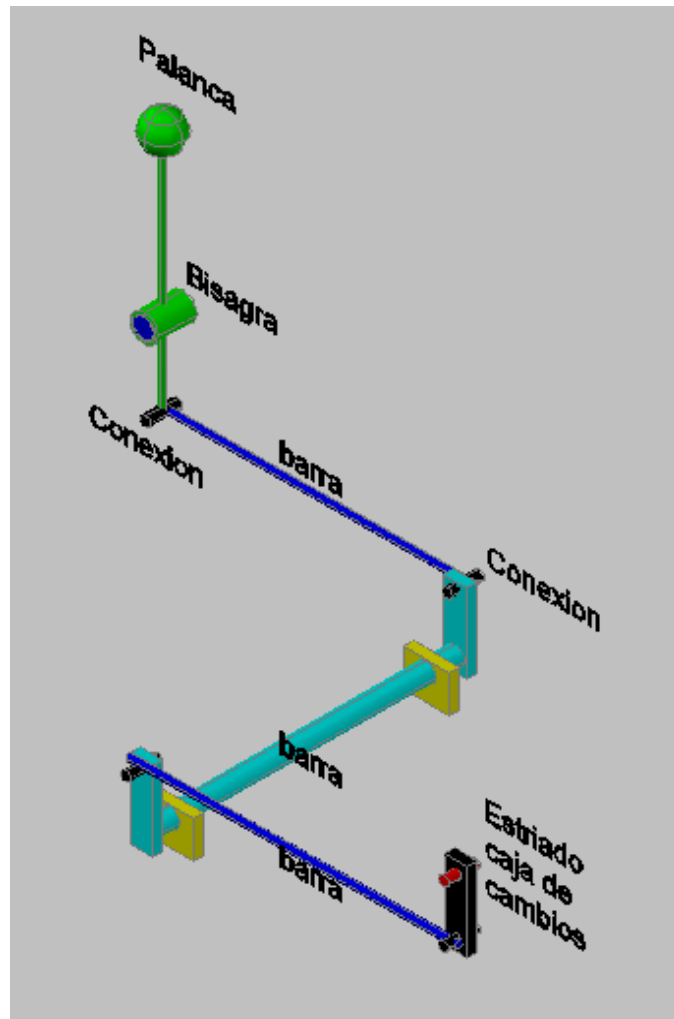 Palanca
Bisagra
Conexion
barra
Conexion
barra
Estriado
caja de
cambios
barra